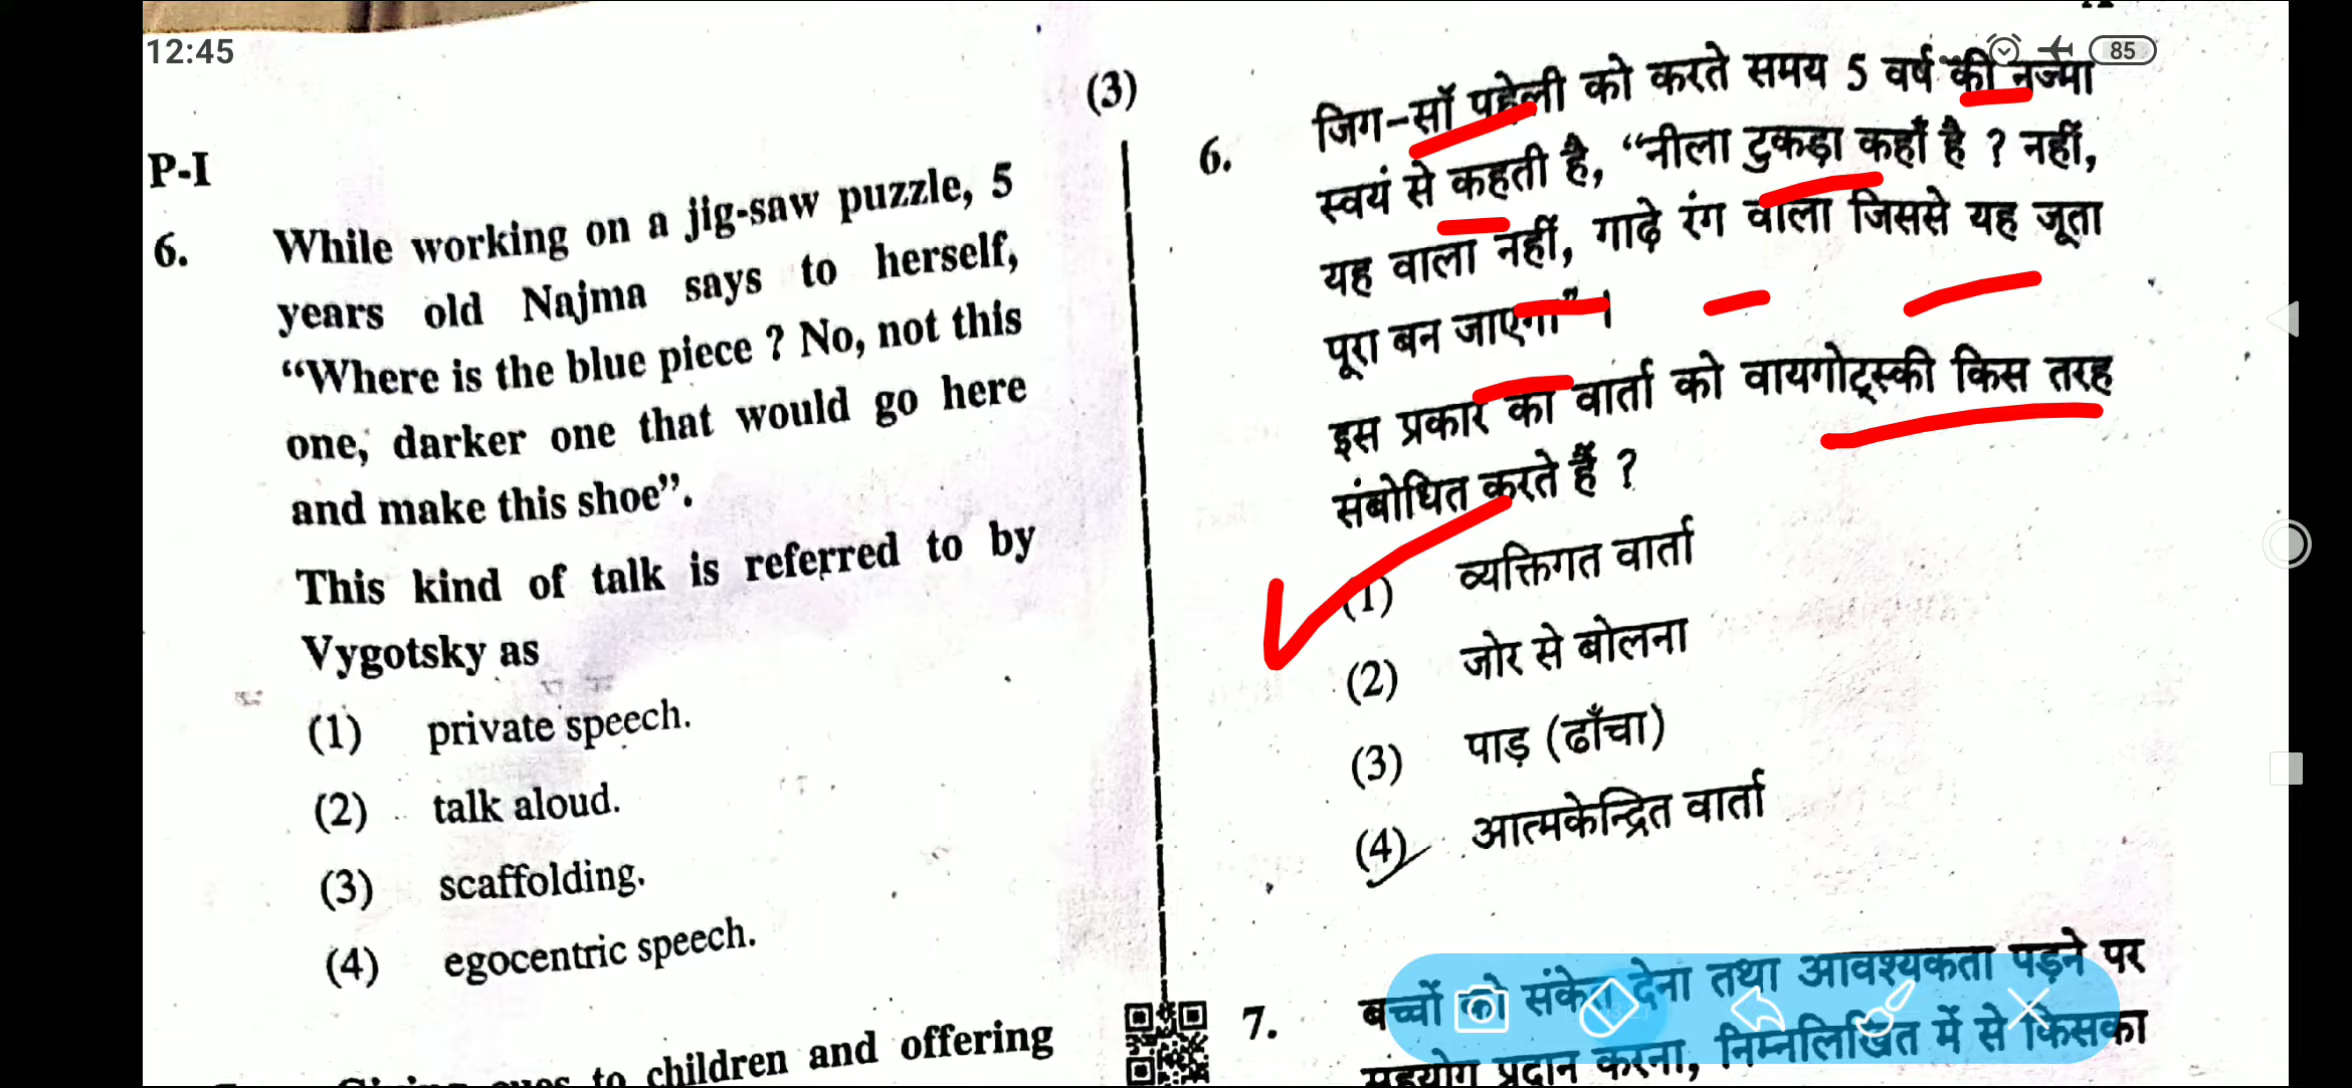 12:45
85
(3)
P-I
6. While working on a jig-saw puzzle, 5
years old Najma says to herself,
“Where is the blue piece ? No, not this
one, darker one that would go here
and make this shoe”.
This kind of talk is referred to by
Vygotsky as
(1) private speech.
(2) talk aloud.
(3) scaffolding.
(4) egocentric speech.
to children and offering
6. जिग-सॉ पहेली को करते समय 5 वर्ष की नज्मा
स्वयं से कहती है, “नीला टुकड़ा कहाँ है ? नहीं,
यह वाला नहीं, गाढ़े रंग वाला जिससे यह जूता
पूरा बन जाएगा” ।
इस प्रकार की वार्ता को वायगोट्स्की किस तरह
संबोधित करते हैं ?
(1) व्यक्तिगत वार्ता
(2) जोर से बोलना
(3) पाड़ (ढाँचा)
(4) आत्मकेन्द्रित वार्ता
7. बच्चों को संकेत देना तथा आवश्यकता पड़ने पर
सहयोग प्रदान करना, निम्नलिखित में से किसका